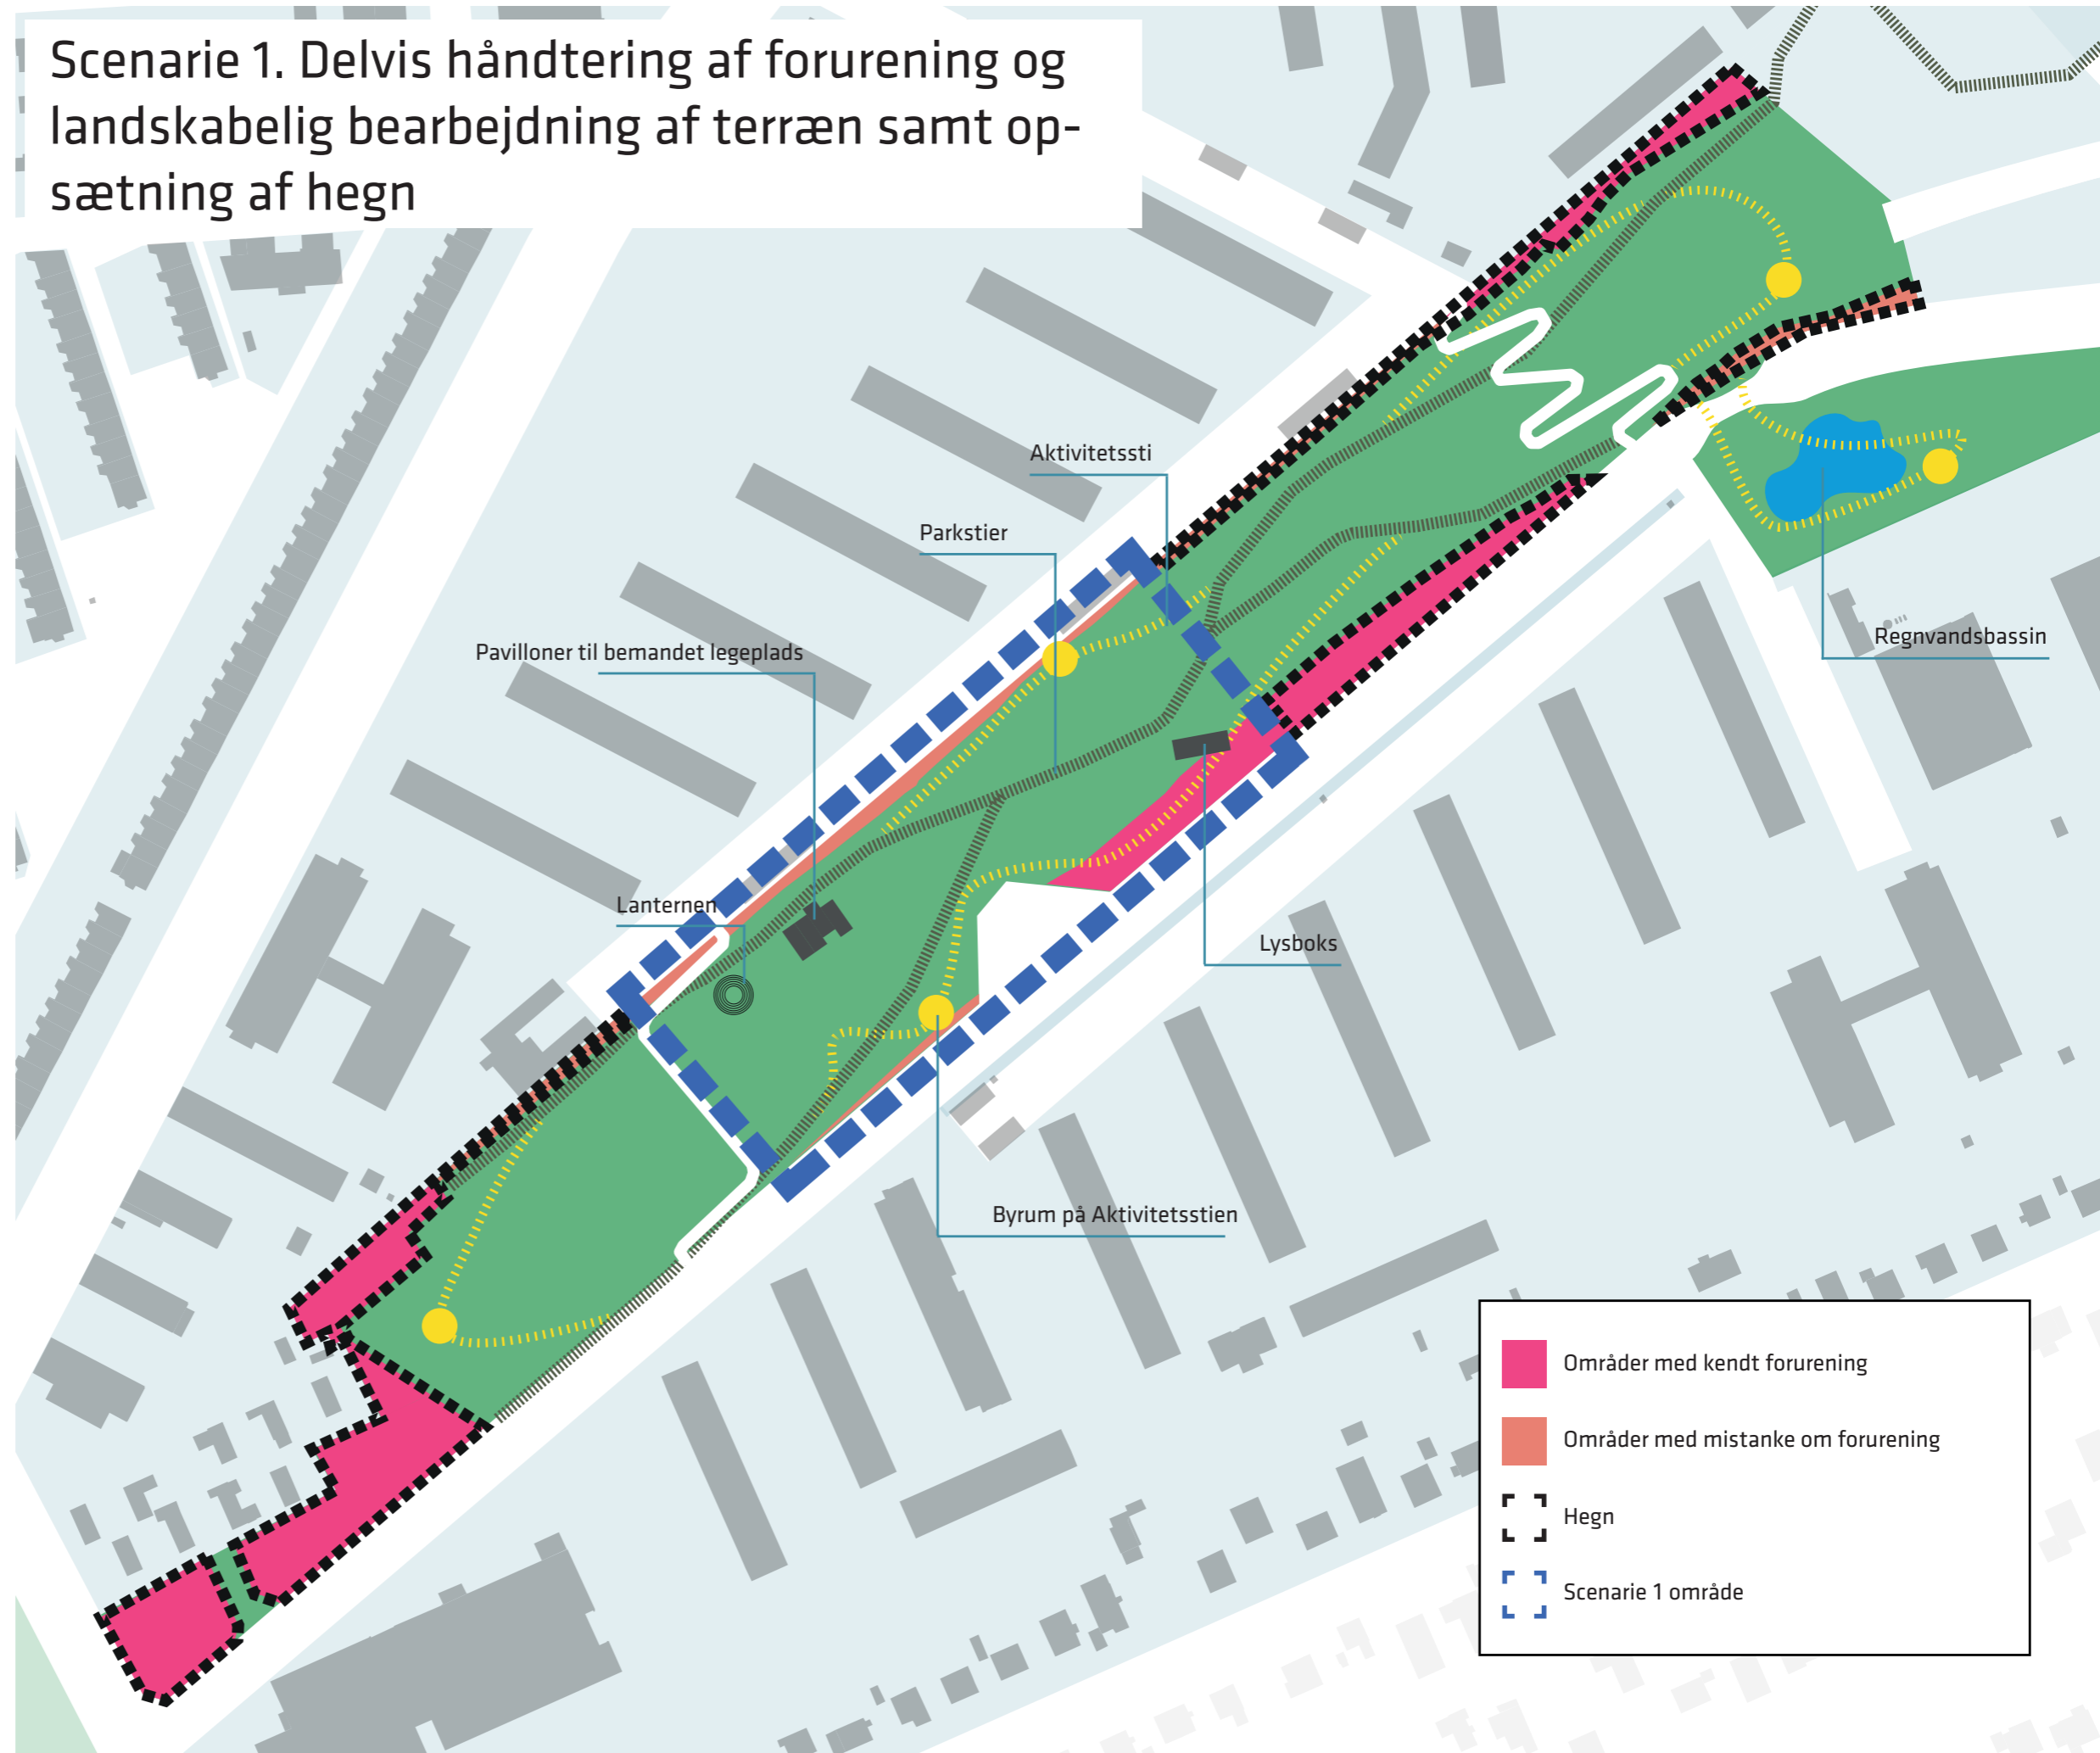 Scenarie 1. Delvis håndtering af forurening og
landskabelig bearbejdning af terræn samt op-
sætning af hegn
Aktivitetssti
Parkstier
Pavilloner til bemandet legeplads
Regnvandsbassin
Lanternen
Lysboks
Byrum på Aktivitetsstien
Områder med kendt forurening
Områder med mistanke om forurening
Hegn
Scenarie 1 område